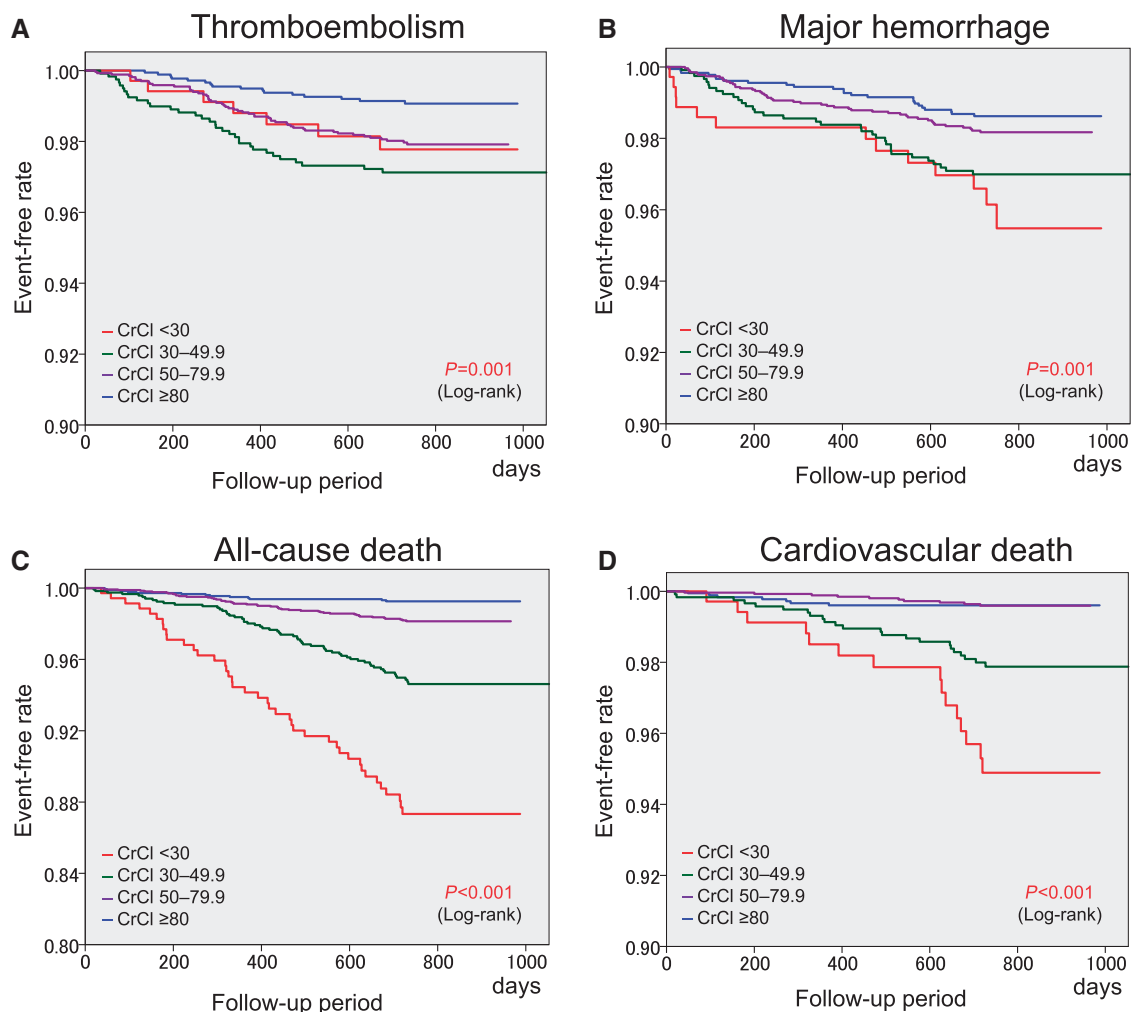 A Thromboembolism
Event-free rate
1.00
0.98
0.96
0.94
0.92
0.90
CrCl <30
CrCl 30–49.9
CrCl 50–79.9
CrCl ≥80
P=0.001
(Log-rank)
0 200 400 600 800 1000
days
Follow-up period
B Major hemorrhage
Event-free rate
1.00
0.98
0.96
0.94
0.92
0.90
CrCl <30
CrCl 30–49.9
CrCl 50–79.9
CrCl ≥80
P=0.001
(Log-rank)
0 200 400 600 800 1000
days
Follow-up period
C All-cause death
Event-free rate
1.00
0.96
0.92
0.88
0.84
0.80
CrCl <30
CrCl 30–49.9
CrCl 50–79.9
CrCl ≥80
P<0.001
(Log-rank)
0 200 400 600 800 1000
days
Follow-up period
D Cardiovascular death
Event-free rate
1.00
0.98
0.96
0.94
0.92
0.90
CrCl <30
CrCl 30–49.9
CrCl 50–79.9
CrCl ≥80
P<0.001
(Log-rank)
0 200 400 600 800 1000
days
Follow-up period